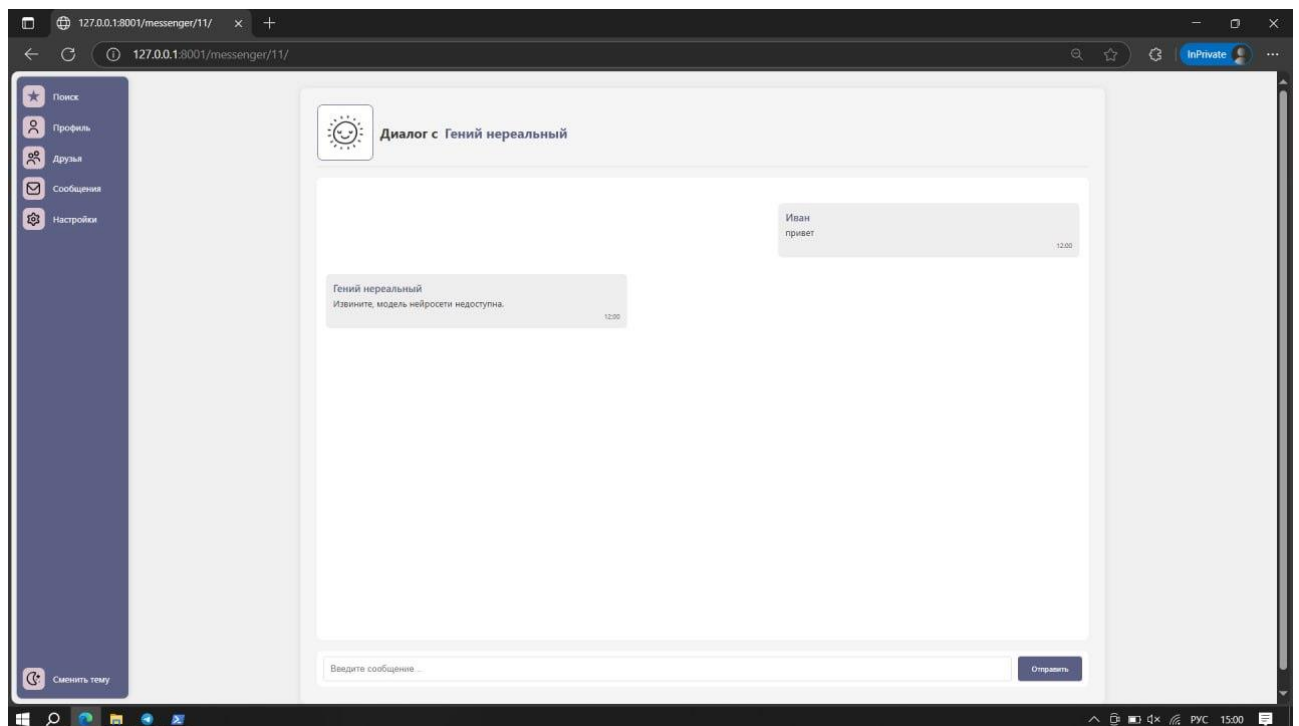 127.0.0.1:8001/messenger/11/
127.0.0.1:8001/messenger/11/
InPrivate
Поиск
Профиль
Друзья
Сообщения
Настройки
Диалог с Гений нереальный
Иван
привет
12:00
Гений нереальный
Извините, модель нейросети недоступна.
12:00
Введите сообщение...
Отправить
Сменить тему
РУС 15:00